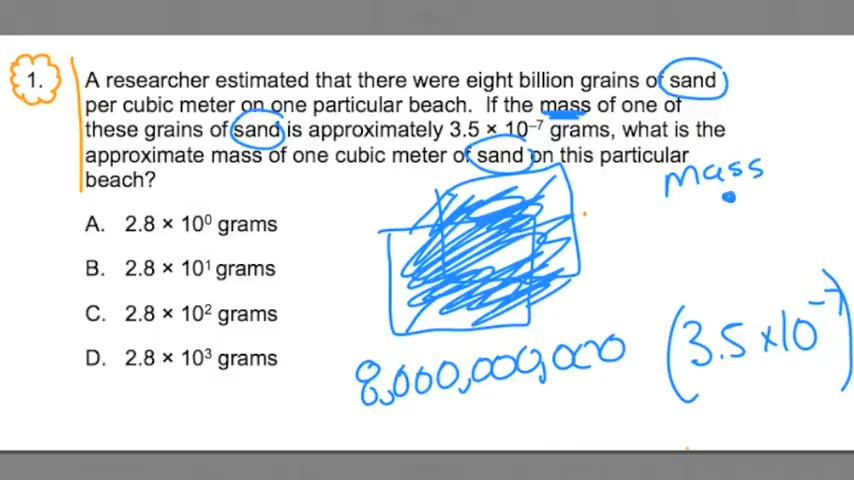 1. A researcher estimated that there were eight billion grains of sand
per cubic meter on one particular beach. If the mass of one of
these grains of sand is approximately 3.5 × 10⁻⁷ grams, what is the
approximate mass of one cubic meter of sand on this particular
beach?
mass
A. 2.8 × 10⁰ grams
B. 2.8 × 10¹ grams
C. 2.8 × 10² grams
D. 2.8 × 10³ grams
8,000,000,000 (3.5 × 10⁻⁷)